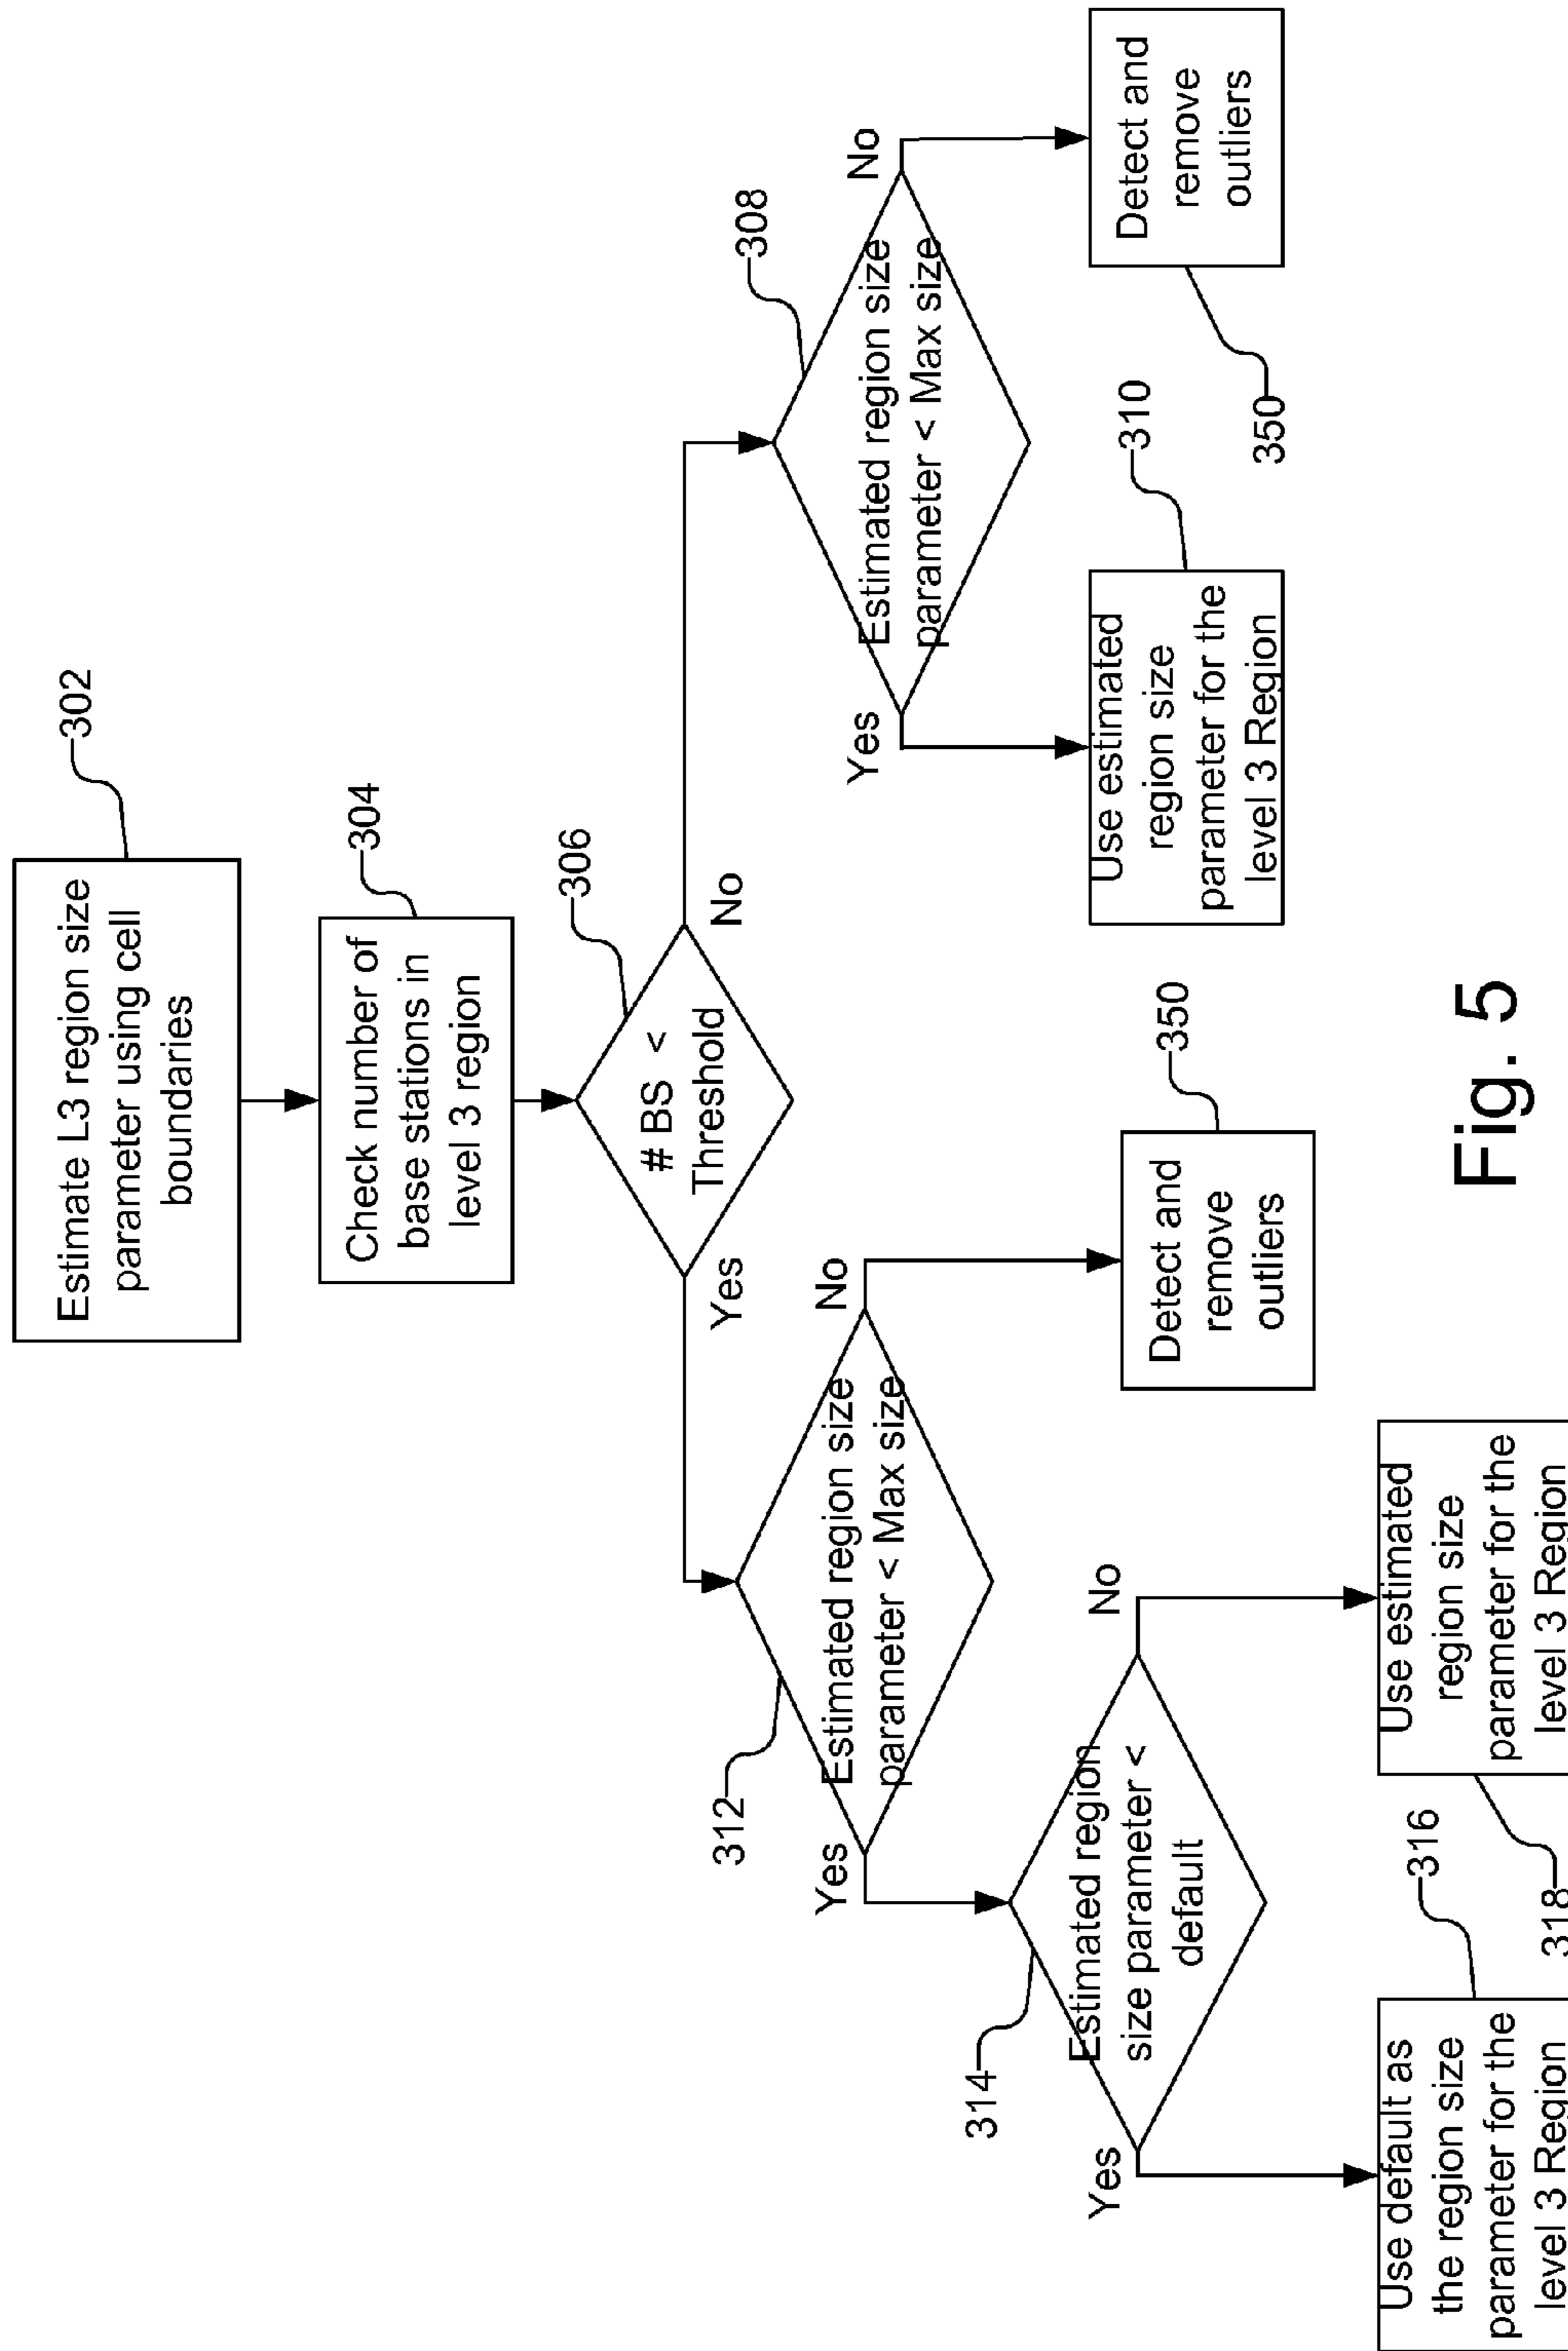 Estimate L3 region size
parameter using cell
boundaries
302
Check number of
base stations in
level 3 region
304
# BS <
Threshold
306
Yes
No
Estimated region size
parameter < Max size
312
Yes
No
Estimated region size
parameter < Max size
308
Yes
No
Estimated region
size parameter <
default
314
Yes
No
Detect and
remove
outliers
350
Use estimated
region size
parameter for the
level 3 Region
310
Detect and
remove
outliers
350
Use default as
the region size
parameter for the
level 3 Region
316
Use estimated
region size
parameter for the
level 3 Region
318
Fig. 5